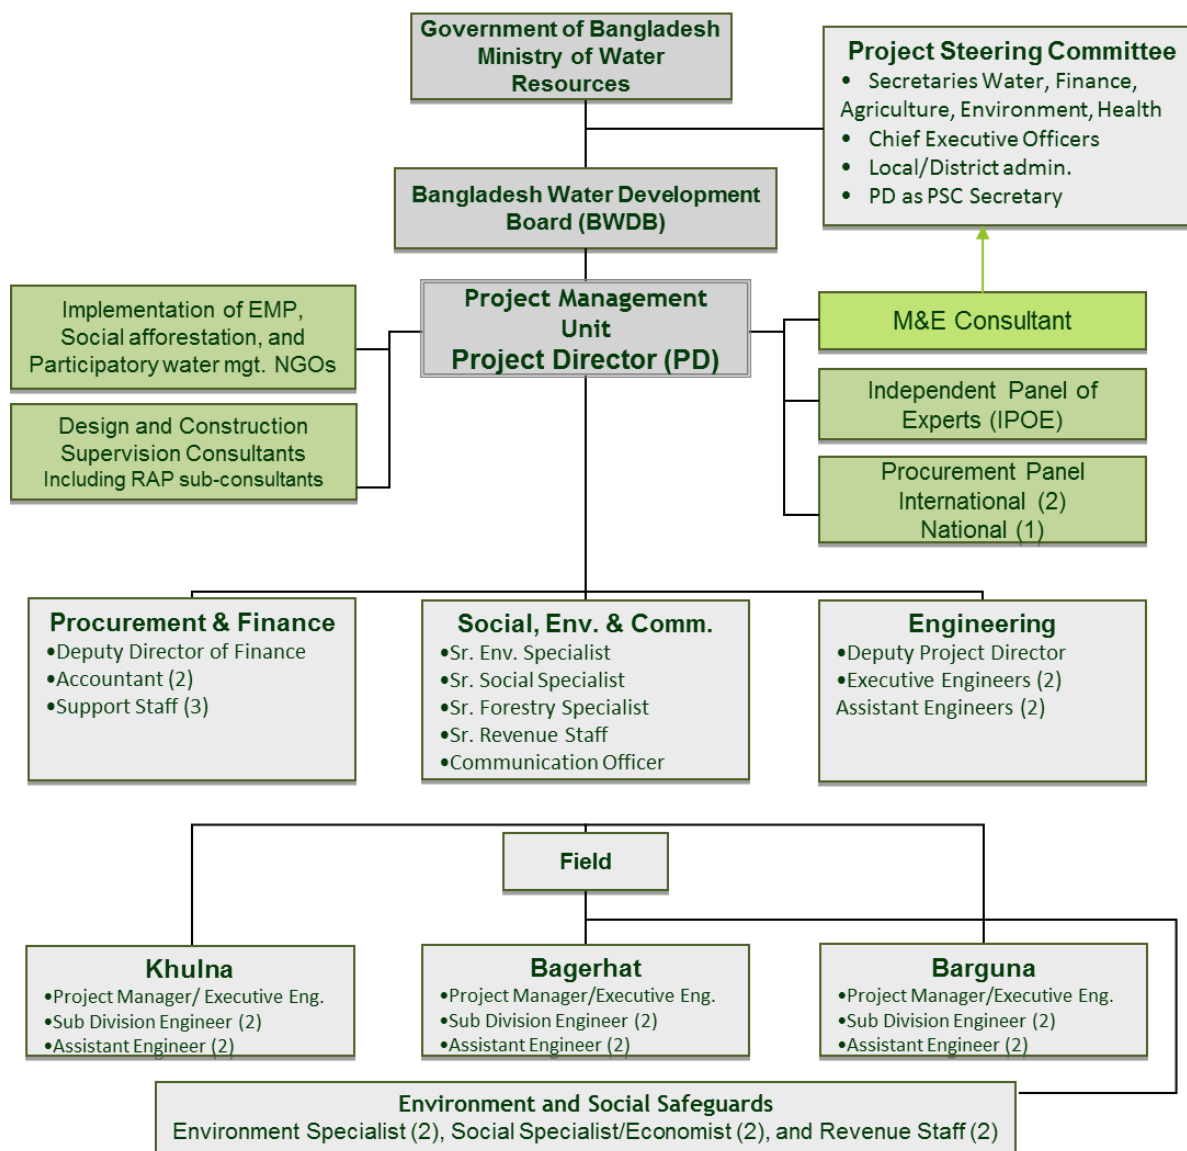 Government of Bangladesh
Ministry of Water
Resources
Project Steering Committee
• Secretaries Water, Finance,
Agriculture, Environment, Health
• Chief Executive Officers
• Local/District admin.
• PD as PSC Secretary
Bangladesh Water Development
Board (BWDB)
Implementation of EMP,
Social afforestation, and
Participatory water mgt. NGOs
Project Management
Unit
Project Director (PD)
M&E Consultant
Design and Construction
Supervision Consultants
Including RAP sub-consultants
Independent Panel of
Experts (IPOE)
Procurement Panel
International (2)
National (1)
Procurement & Finance
•Deputy Director of Finance
•Accountant (2)
•Support Staff (3)
Social, Env. & Comm.
•Sr. Env. Specialist
•Sr. Social Specialist
•Sr. Forestry Specialist
•Sr. Revenue Staff
•Communication Officer
Engineering
•Deputy Project Director
•Executive Engineers (2)
Assistant Engineers (2)
Field
Khulna
•Project Manager/ Executive Eng.
•Sub Division Engineer (2)
•Assistant Engineer (2)
Bagerhat
•Project Manager/Executive Eng.
•Sub Division Engineer (2)
•Assistant Engineer (2)
Barguna
•Project Manager/Executive Eng.
•Sub Division Engineer (2)
•Assistant Engineer (2)
Environment and Social Safeguards
Environment Specialist (2), Social Specialist/Economist (2), and Revenue Staff (2)